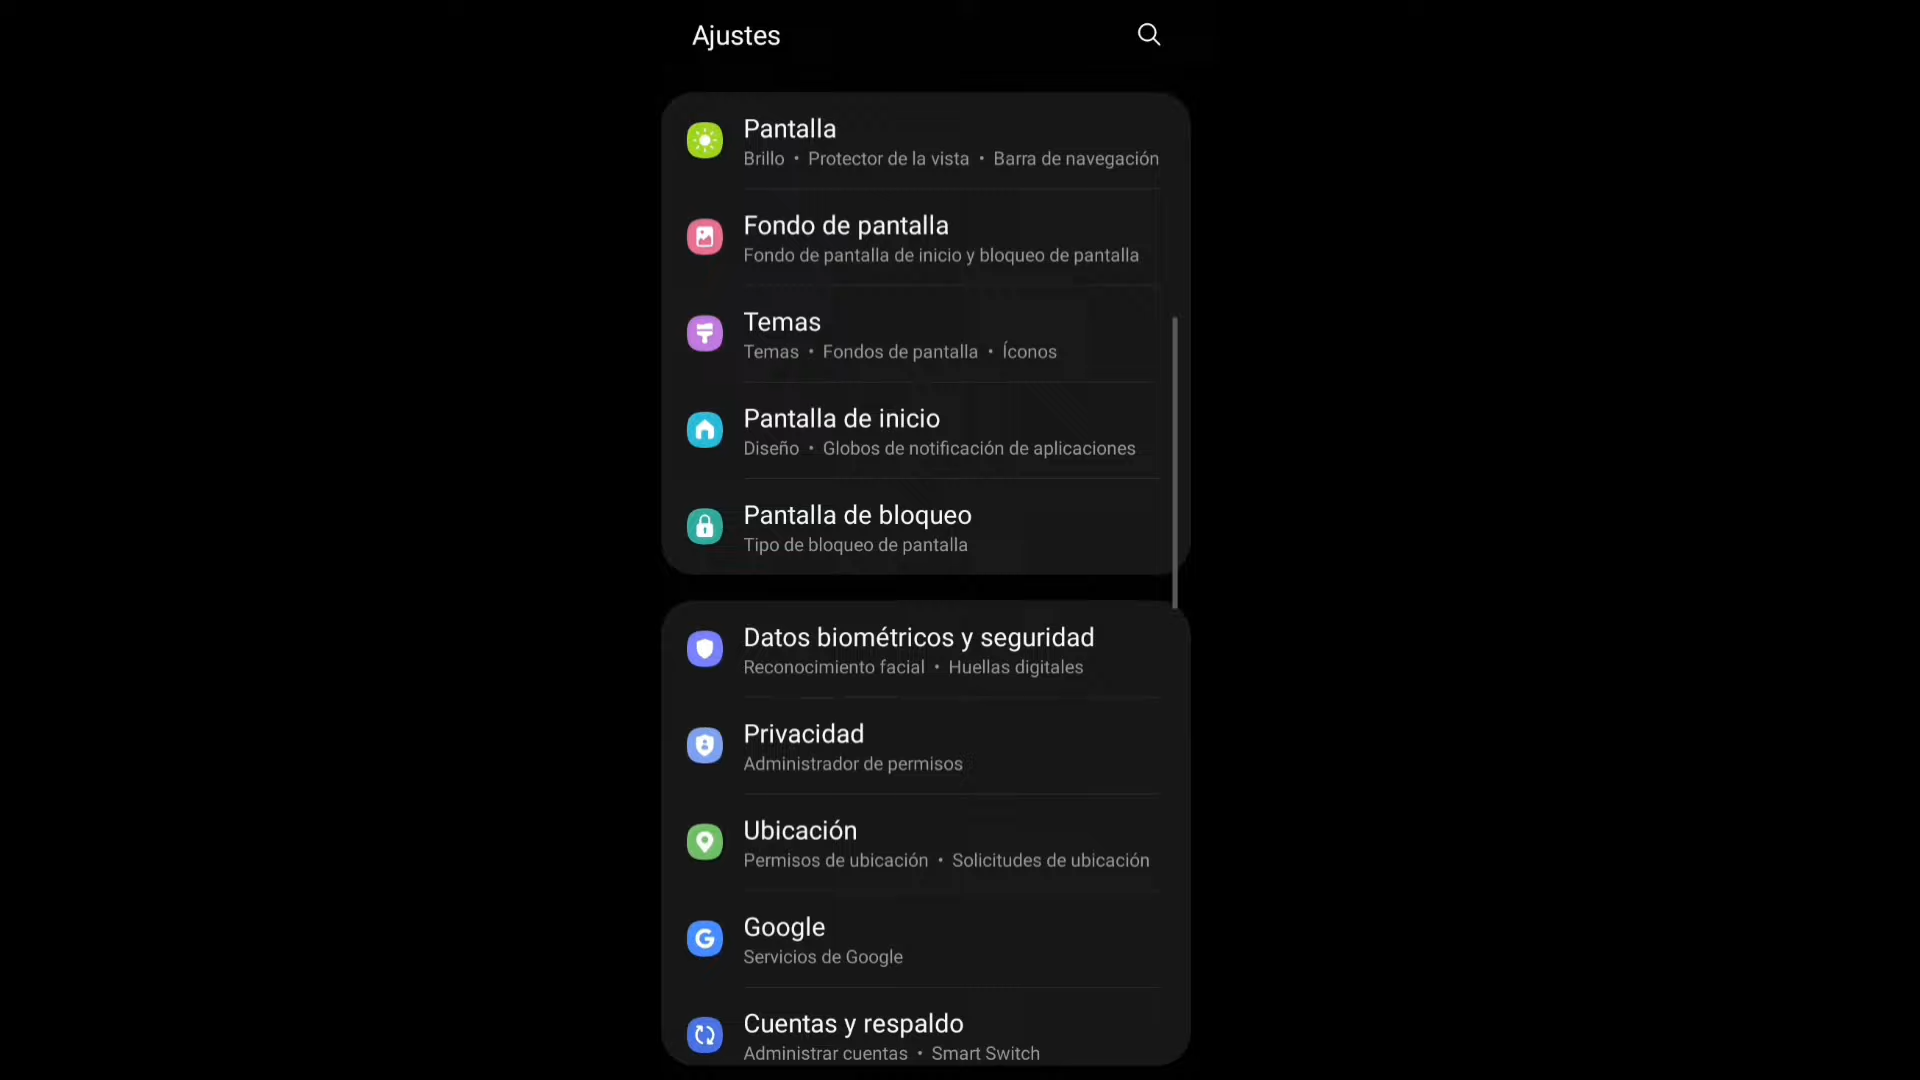 Ajustes
Pantalla
Brillo • Protector de la vista • Barra de navegación
Fondo de pantalla
Fondo de pantalla de inicio y bloqueo de pantalla
Temas
Temas • Fondos de pantalla • Íconos
Pantalla de inicio
Diseño • Globos de notificación de aplicaciones
Pantalla de bloqueo
Tipo de bloqueo de pantalla
Datos biométricos y seguridad
Reconocimiento facial • Huellas digitales
Privacidad
Administrador de permisos
Ubicación
Permisos de ubicación • Solicitudes de ubicación
Google
Servicios de Google
Cuentas y respaldo
Administrar cuentas • Smart Switch